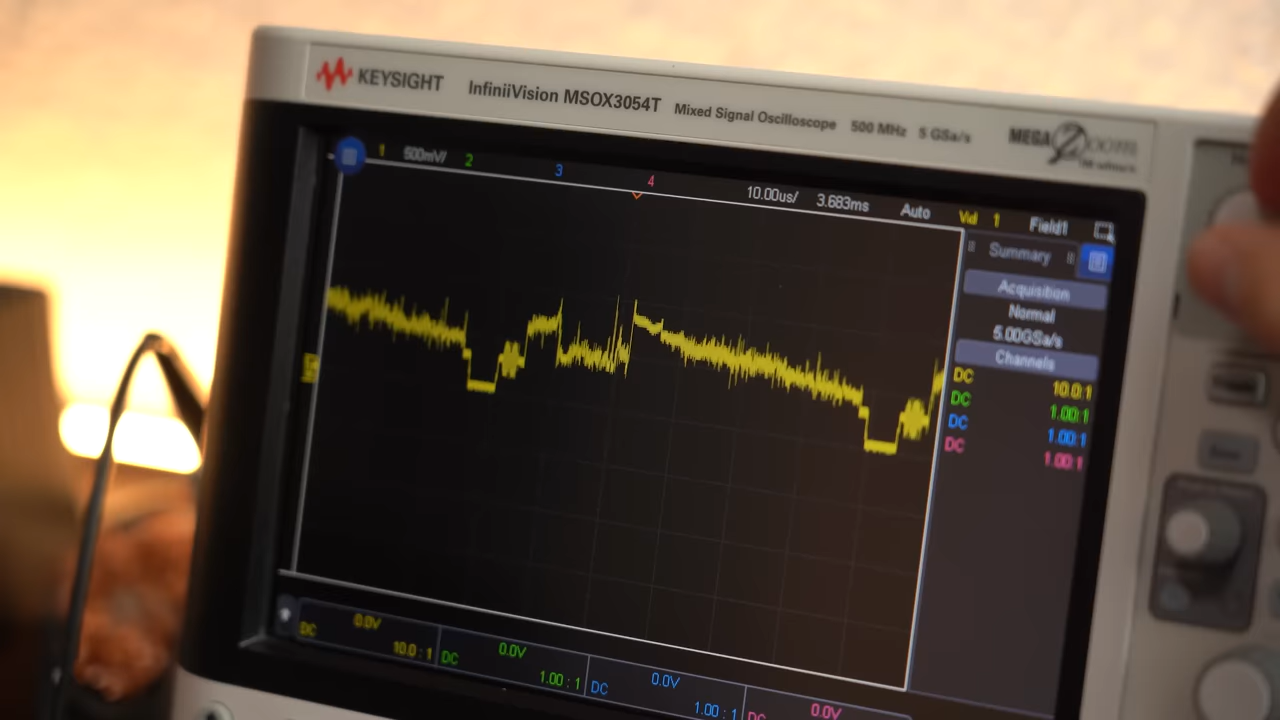 KEYSIGHT InfiniiVision MSOX3054T Mixed Signal Oscilloscope 500 MHz 5 GSa/s MEGA Zoom
1 500mV/ 2 3 4 10.00us/ 3.683ms Auto Vid 1 Field1
Summary
Acquisition
Normal
5.00GSa/s
Channels
DC 10.0:1
DC 1.00:1
DC 1.00:1
DC 1.00:1
DC 0.0V 10.0 : 1
DC 0.0V 1.00 : 1
DC 0.0V 1.00 : 1
DC 0.0V